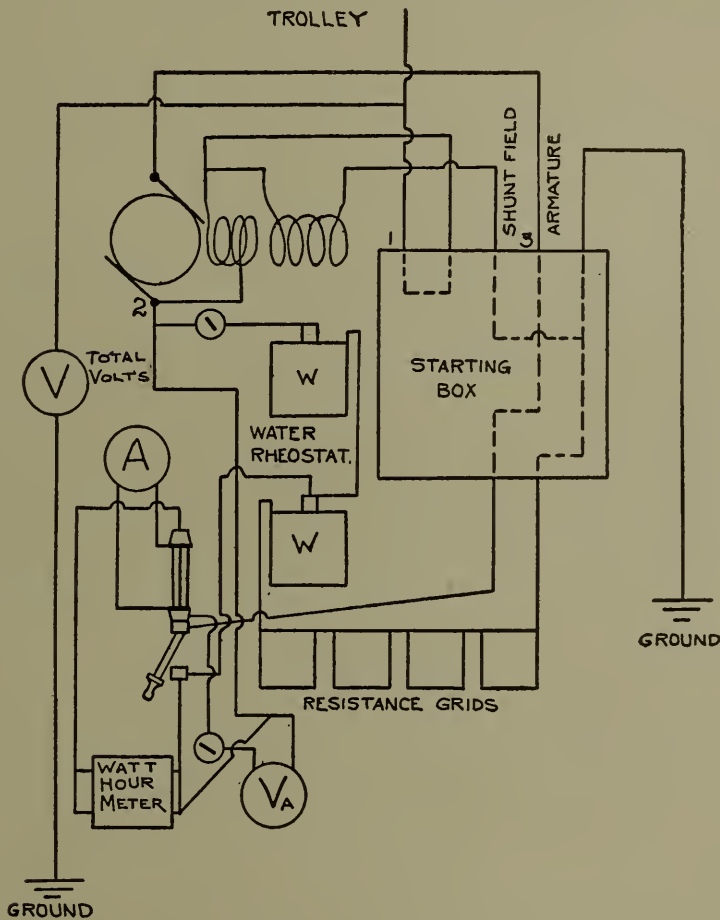 TROLLEY
SHUNT FIELD
ARMATURE
1
3
2
V
TOTAL
VOLT'S
STARTING
BOX
W
WATER
RHEOSTAT.
A
W
GROUND
RESISTANCE GRIDS
WATT
HOUR
METER
VA
GROUND